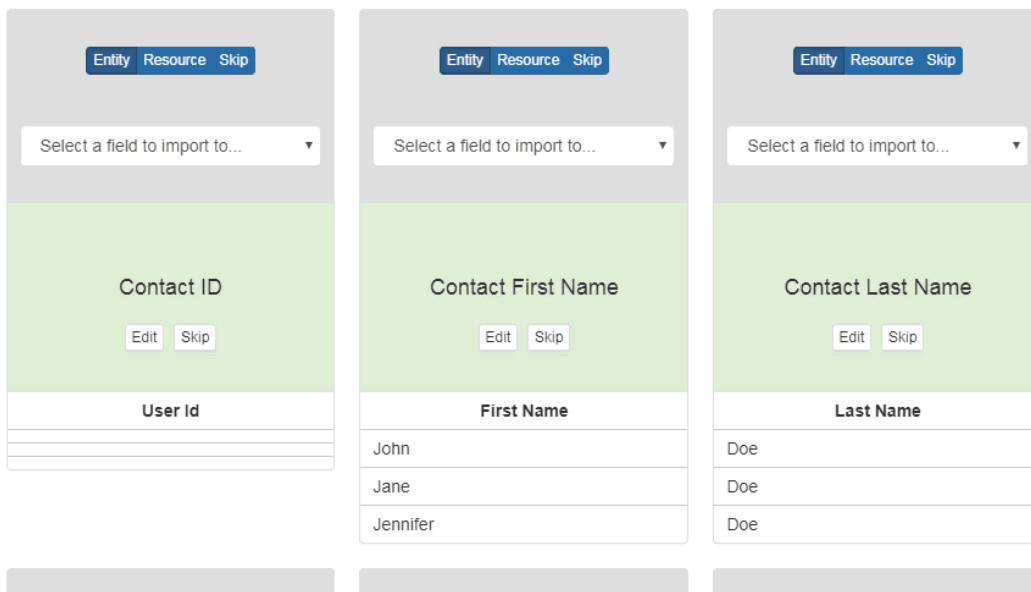 Entity Resource Skip
Entity Resource Skip
Entity Resource Skip
Select a field to import to...
Select a field to import to...
Select a field to import to...
Contact ID
Contact First Name
Contact Last Name
Edit Skip
Edit Skip
Edit Skip
User Id
First Name
Last Name
John
Doe
Jane
Doe
Jennifer
Doe